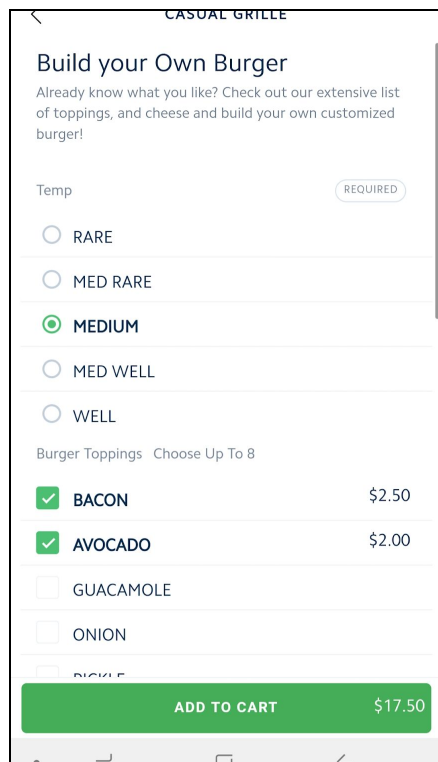 CASUAL GRILLE
Build your Own Burger
Already know what you like? Check out our extensive list
of toppings, and cheese and build your own customized
burger!
Temp REQUIRED
RARE
MED RARE
MEDIUM
MED WELL
WELL
Burger Toppings Choose Up To 8
BACON $2.50
AVOCADO $2.00
GUACAMOLE
ONION
PICKLE
ADD TO CART $17.50